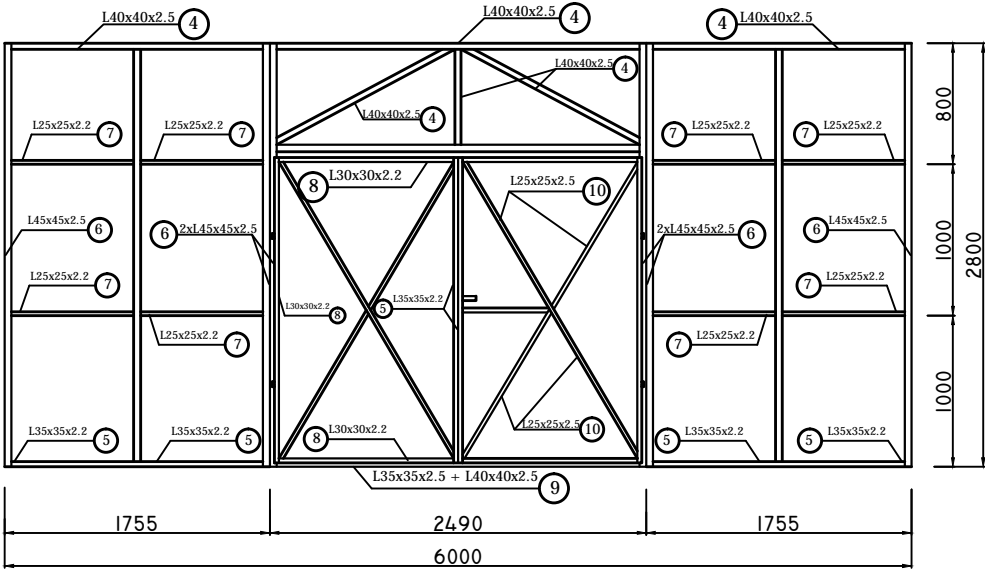 L40x40x2.5 4
L40x40x2.5 4
4 L40x40x2.5
L40x40x2.5 4
L40x40x2.5 4
800
L25x25x2.2 7
L25x25x2.2 7
7 L25x25x2.2
7 L25x25x2.2
8 L30x30x2.2
L25x25x2.5 10
L45x45x2.5 6
6 2xL45x45x2.5
2xL45x45x2.5 6
6 L45x45x2.5
1000
2800
L25x25x2.2 7
L30x30x2.2 8
5 L35x35x2.2
L25x25x2.2
7
L25x25x2.2 7
7 L25x25x2.2
1000
L35x35x2.2 5
L35x35x2.2 5
8 L30x30x2.2
L25x25x2.5 10
5 L35x35x2.2
5 L35x35x2.2
L35x35x2.5 + L40x40x2.5 9
1755
2490
1755
6000